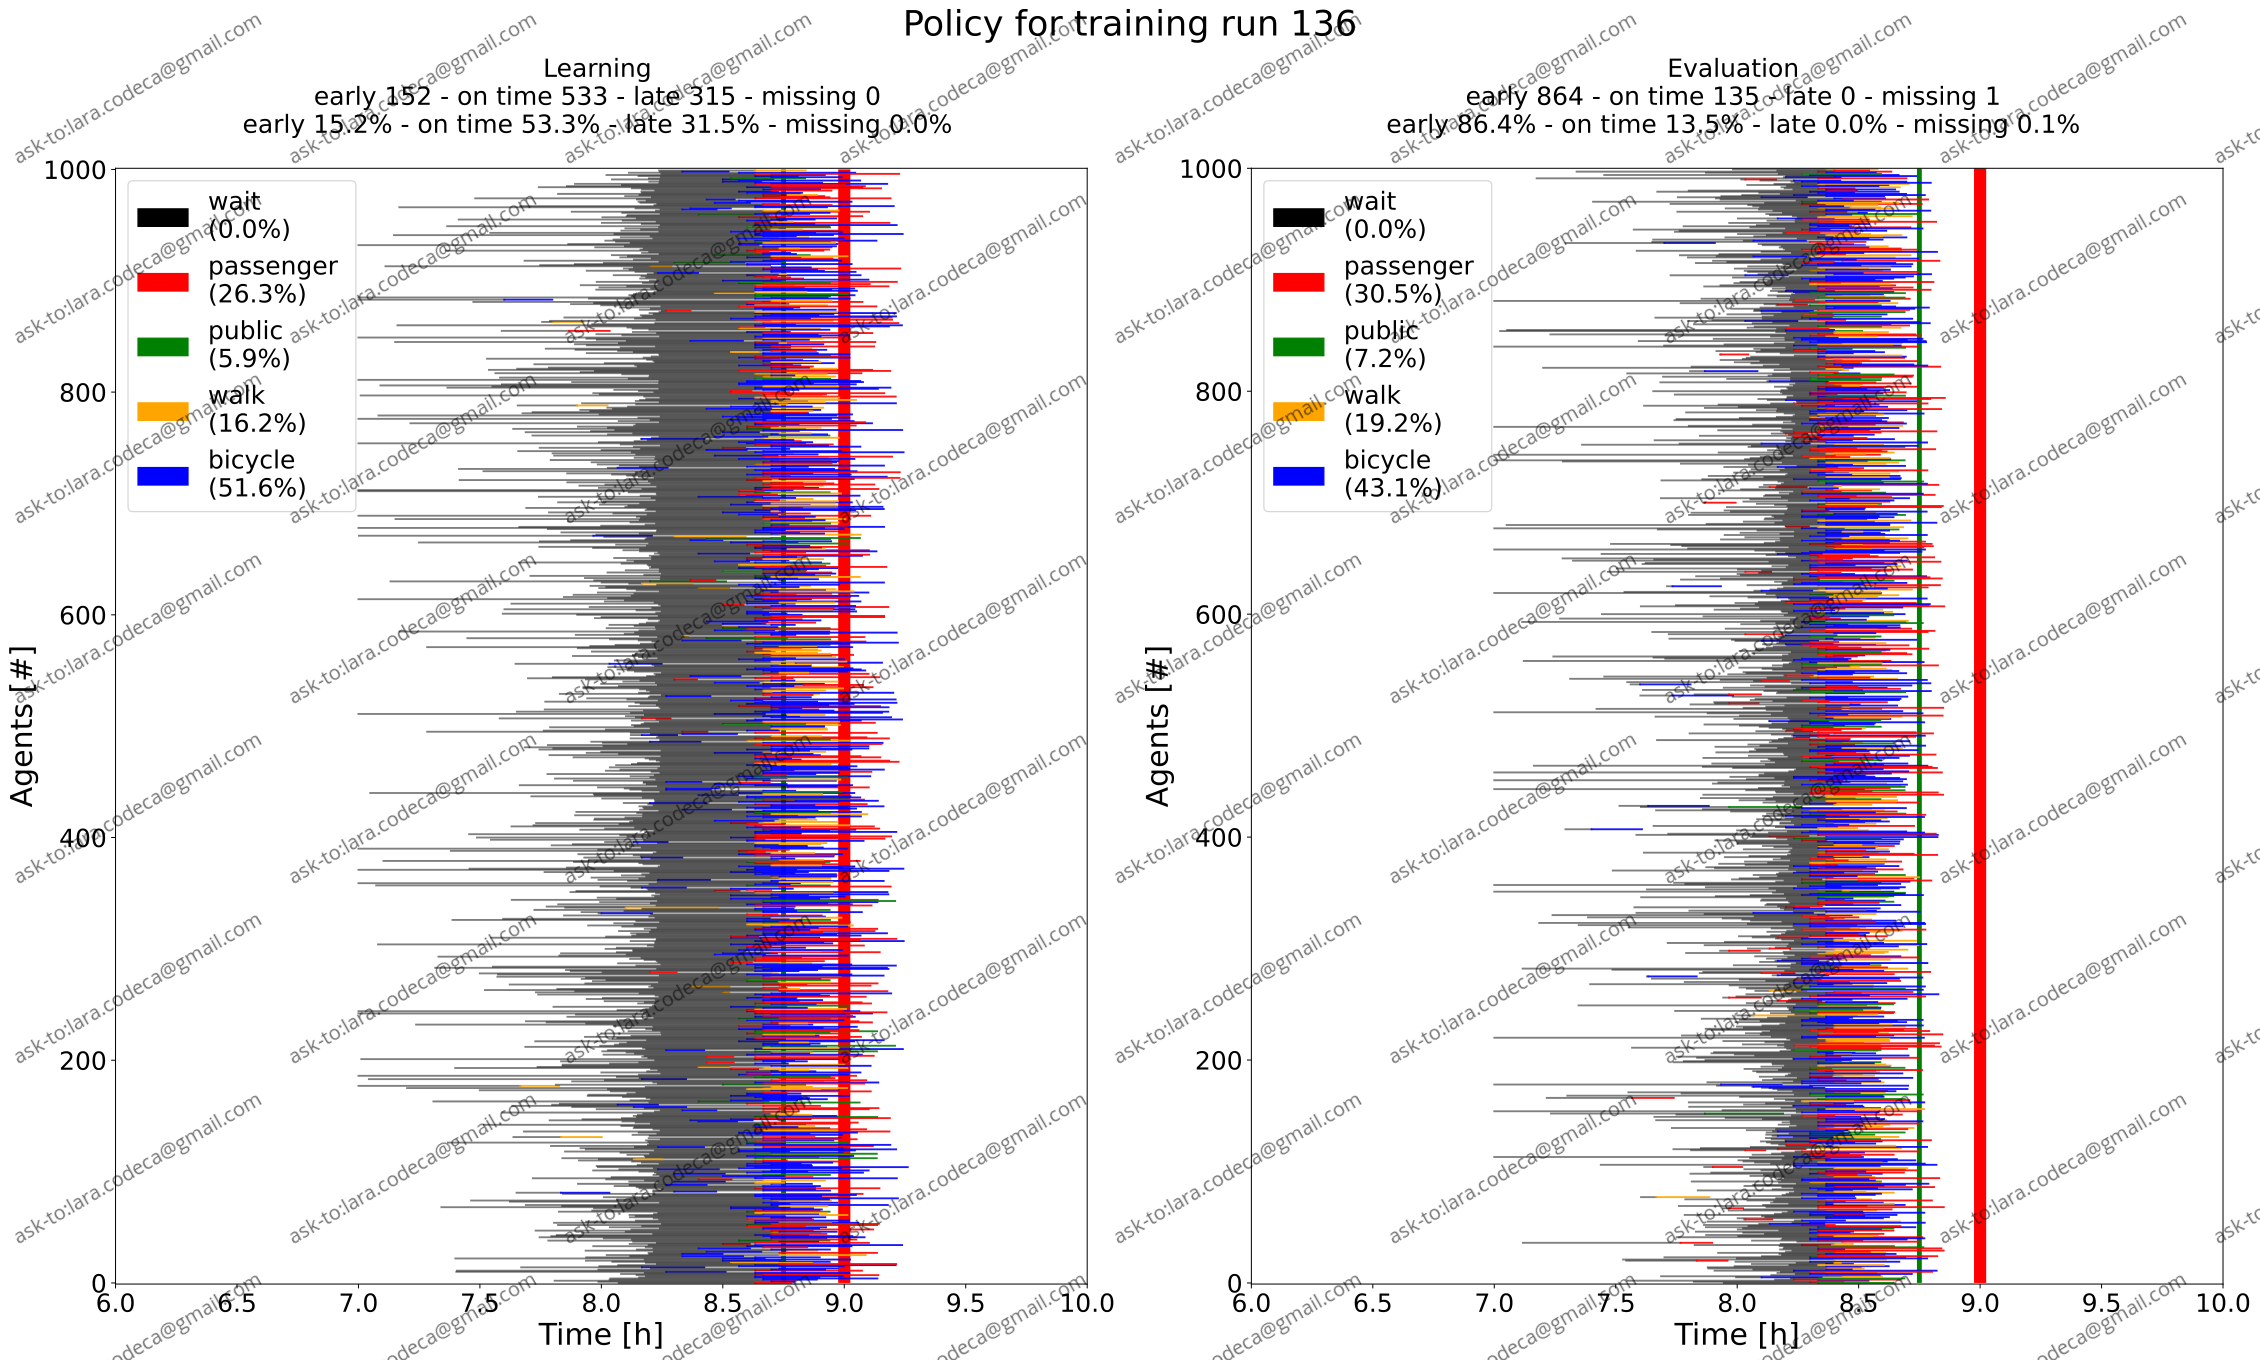 Policy for training run 136
Learning
early 152 - on time 533 - late 315 - missing 0
early 15.2% - on time 53.3% - late 31.5% - missing 0.0%
1000
800
600
400
200
0
Agents [#]
wait
(0.0%)
passenger
(26.3%)
public
(5.9%)
walk
(16.2%)
bicycle
(51.6%)
6.0 6.5 7.0 7.5 8.0 8.5 9.0 9.5 10.0
Time [h]
Evaluation
early 864 - on time 135 - late 0 - missing 1
early 86.4% - on time 13.5% - late 0.0% - missing 0.1%
1000
800
600
400
200
0
Agents [#]
wait
(0.0%)
passenger
(30.5%)
public
(7.2%)
walk
(19.2%)
bicycle
(43.1%)
6.0 6.5 7.0 7.5 8.0 8.5 9.0 9.5 10.0
Time [h]
ask-to:lara.codeca@gmail.com